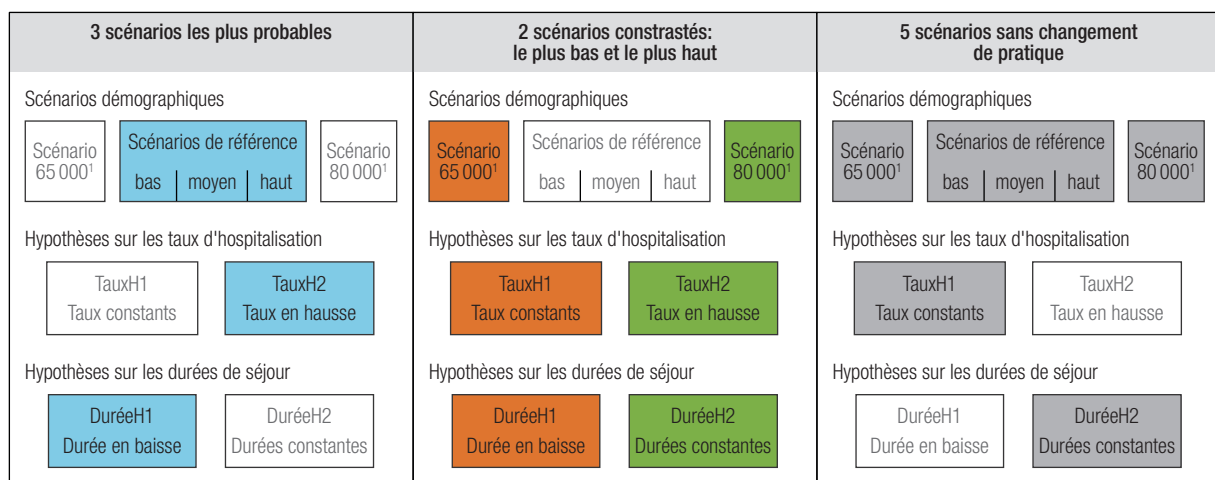 3 scénarios les plus probables
Scénarios démographiques
Scénario
65 000¹
Scénarios de référence
bas moyen haut
Scénario
80 000¹
Hypothèses sur les taux d'hospitalisation
TauxH1
Taux constants
TauxH2
Taux en hausse
Hypothèses sur les durées de séjour
DuréeH1
Durée en baisse
DuréeH2
Durées constantes
2 scénarios constrastés:
le plus bas et le plus haut
Scénarios démographiques
Scénario
65 000¹
Scénarios de référence
bas moyen haut
Scénario
80 000¹
Hypothèses sur les taux d'hospitalisation
TauxH1
Taux constants
TauxH2
Taux en hausse
Hypothèses sur les durées de séjour
DuréeH1
Durée en baisse
DuréeH2
Durées constantes
5 scénarios sans changement
de pratique
Scénarios démographiques
Scénario
65 000¹
Scénarios de référence
bas moyen haut
Scénario
80 000¹
Hypothèses sur les taux d'hospitalisation
TauxH1
Taux constants
TauxH2
Taux en hausse
Hypothèses sur les durées de séjour
DuréeH1
Durée en baisse
DuréeH2
Durées constantes